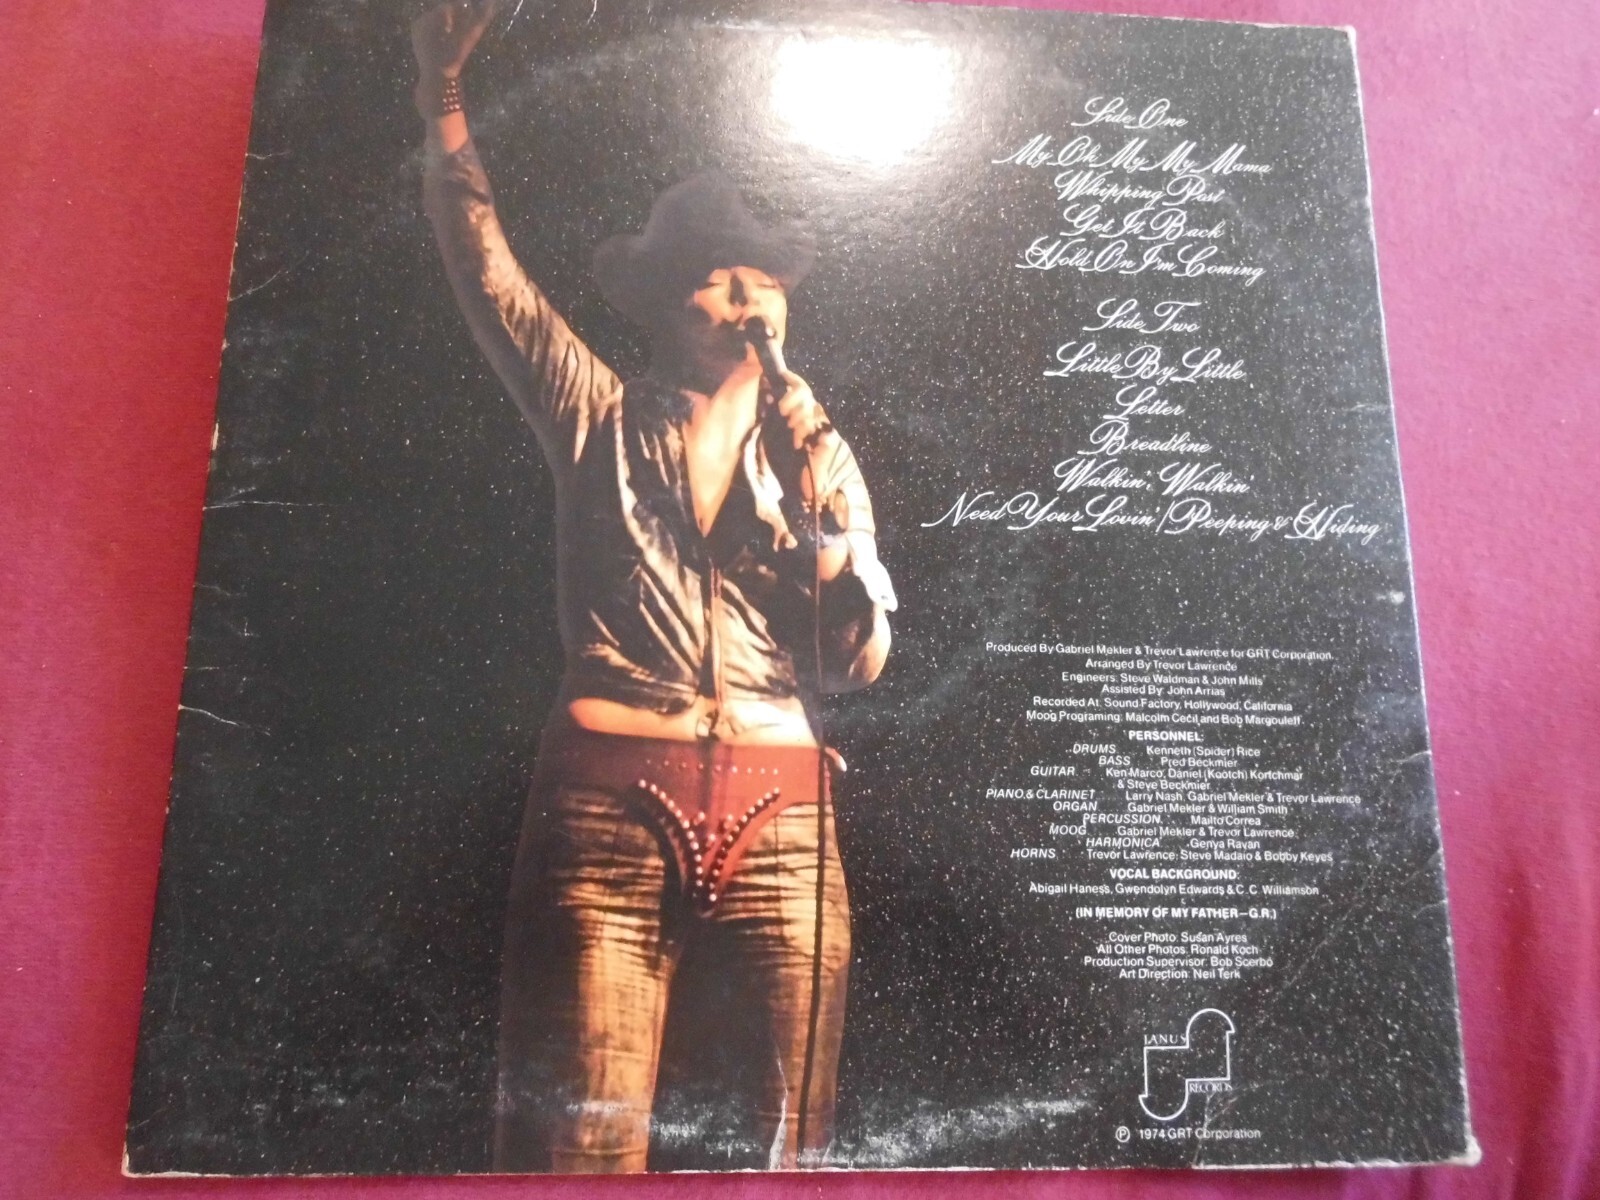 Side One
My Oh My My Mama
Whipping Post
Get It Back
Hold On I'm Coming
Side Two
Little By Little
Letter
Breadline
Walkin', Walkin'
Need Your Lovin'/Peeping & Hiding
Produced By Gabriel Mekler & Trevor Lawrence for GRT Corporation.
Arranged By Trevor Lawrence
Engineers: Steve Waldman & John Mills
Assisted By: John Arrias
Recorded At: Sound Factory, Hollywood, California
Moog Programing: Malcolm Cecil and Bob Margouleff
PERSONNEL:
DRUMS Kenneth (Spider) Rice
BASS Pred Beckmier
GUITAR Ken Marco, Daniel (Kootch) Kortchmar
& Steve Beckmier
PIANO & CLARINET Larry Nash, Gabriel Mekler & Trevor Lawrence
ORGAN Gabriel Mekler & William Smith
PERCUSSION Mailto Correa
MOOG Gabriel Mekler & Trevor Lawrence
HARMONICA Genya Ravan
HORNS Trevor Lawrence, Steve Madaio & Bobby Keyes
VOCAL BACKGROUND:
Abigail Haness, Gwendolyn Edwards & C.C. Williamson
(IN MEMORY OF MY FATHER—G.R.)
Cover Photo: Susan Ayres
All Other Photos: Ronald Koch
Production Supervisor: Bob Scerbo
Art Direction: Neil Terk
JANUS
RECORDS
℗ 1974 GRT Corporation